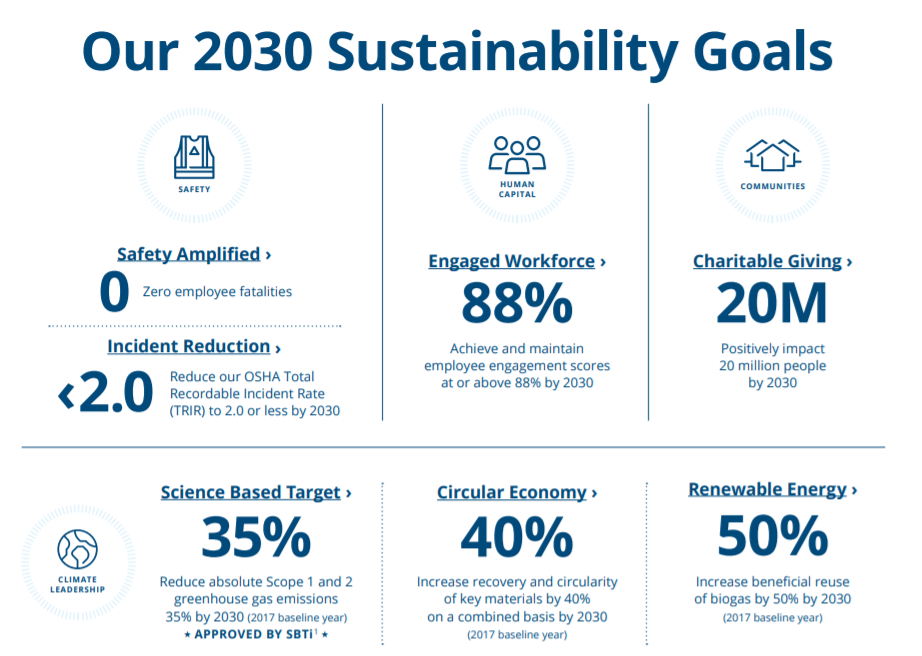 Our 2030 Sustainability Goals
SAFETY
Safety Amplified ›
0 Zero employee fatalities
Incident Reduction ›
<2.0
Reduce our OSHA Total
Recordable Incident Rate
(TRIR) to 2.0 or less by 2030
HUMAN
CAPITAL
Engaged Workforce ›
88%
Achieve and maintain
employee engagement scores
at or above 88% by 2030
COMMUNITIES
Charitable Giving ›
20M
Positively impact
20 million people
by 2030
CLIMATE
LEADERSHIP
Science Based Target ›
35%
Reduce absolute Scope 1 and 2
greenhouse gas emissions
35% by 2030 (2017 baseline year)
★ APPROVED BY SBTi¹ ★
Circular Economy ›
40%
Increase recovery and circularity
of key materials by 40%
on a combined basis by 2030
(2017 baseline year)
Renewable Energy ›
50%
Increase beneficial reuse
of biogas by 50% by 2030
(2017 baseline year)